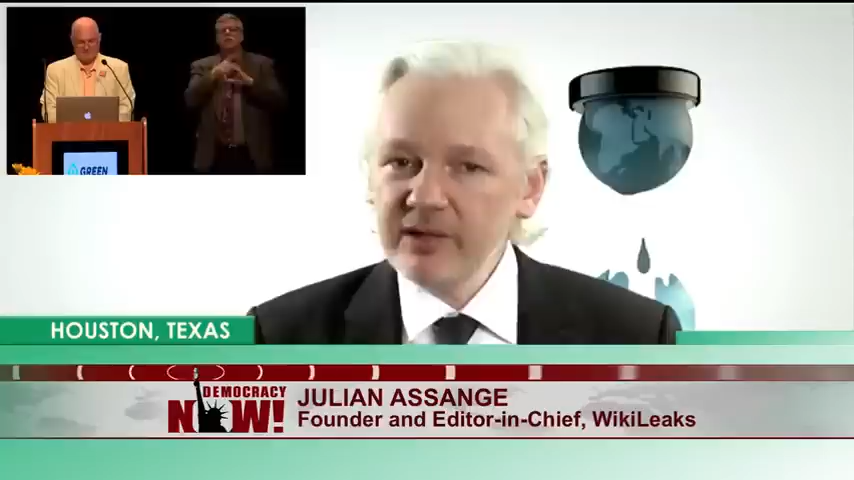 GREEN
HOUSTON, TEXAS
DEMOCRACY
NOW!
JULIAN ASSANGE
Founder and Editor-in-Chief, WikiLeaks